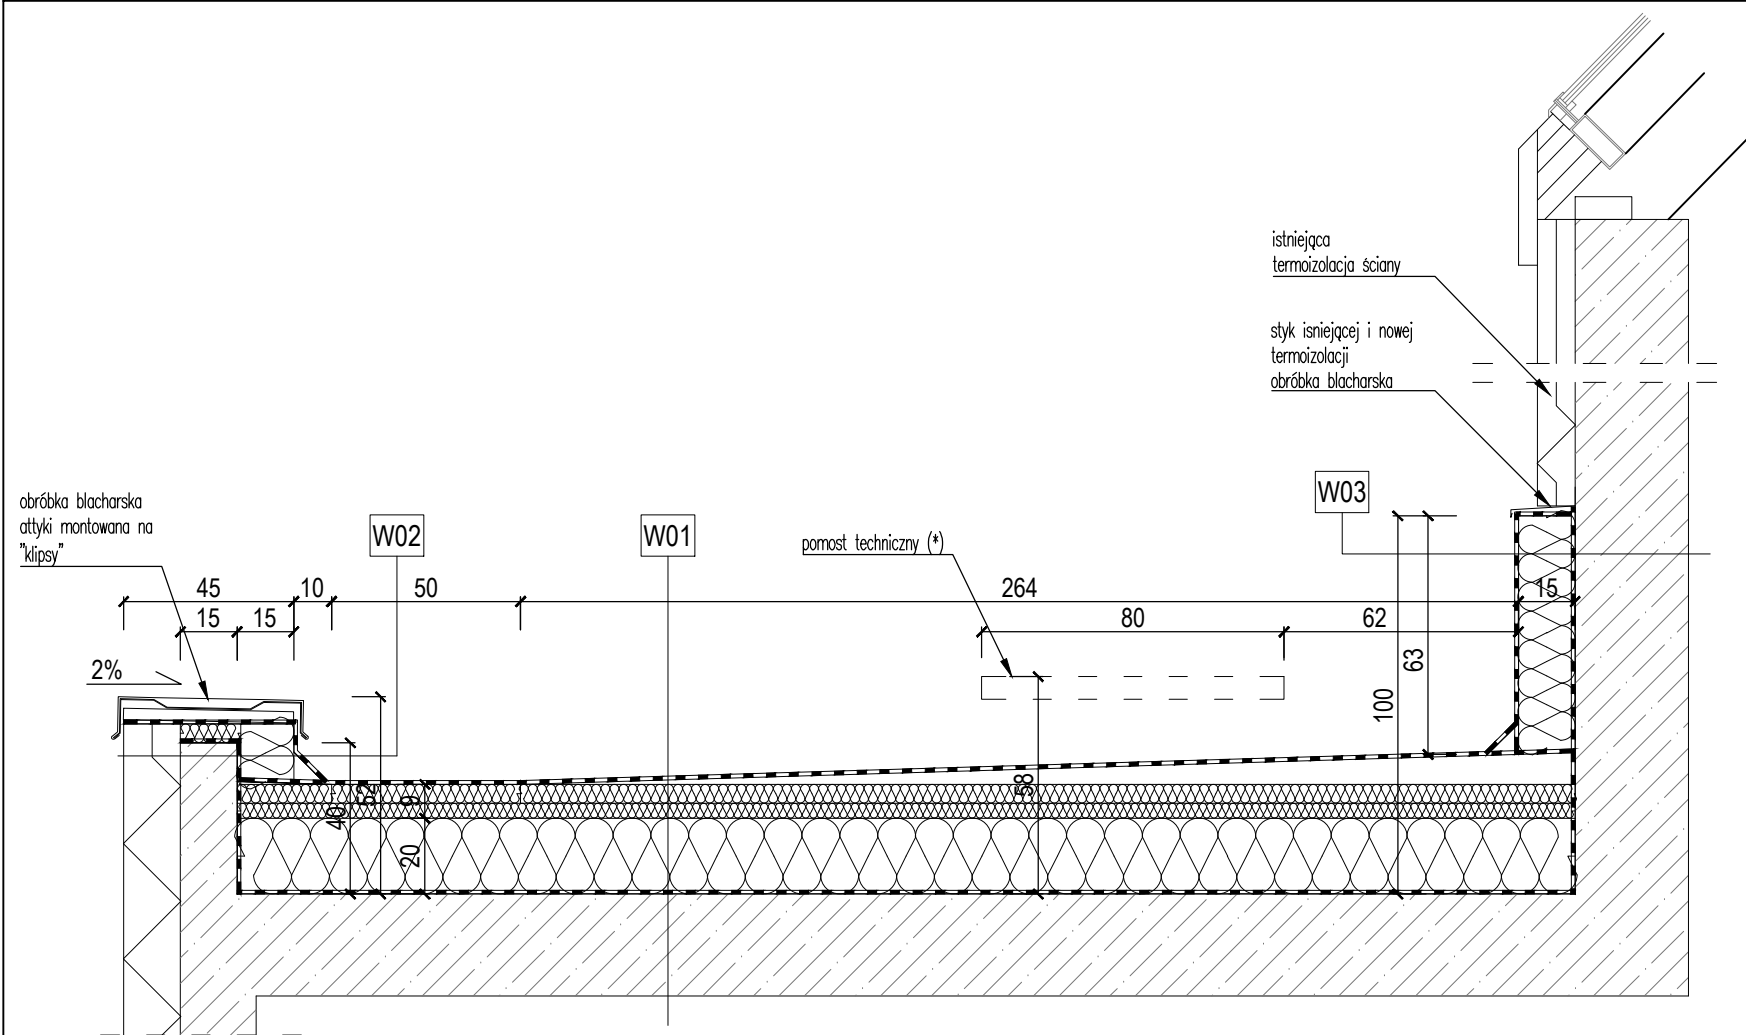 istniejąca
termoizolacja ściany
styk isniejącej i nowej
termoizolacji
obróbka blacharska
W03
obróbka blacharska
attyki montowana na
"klipsy"
W02
W01
pomost techniczny (*)
45
10
50
264
15
15
15
80
62
2%
63
100
58
52
40
9
20